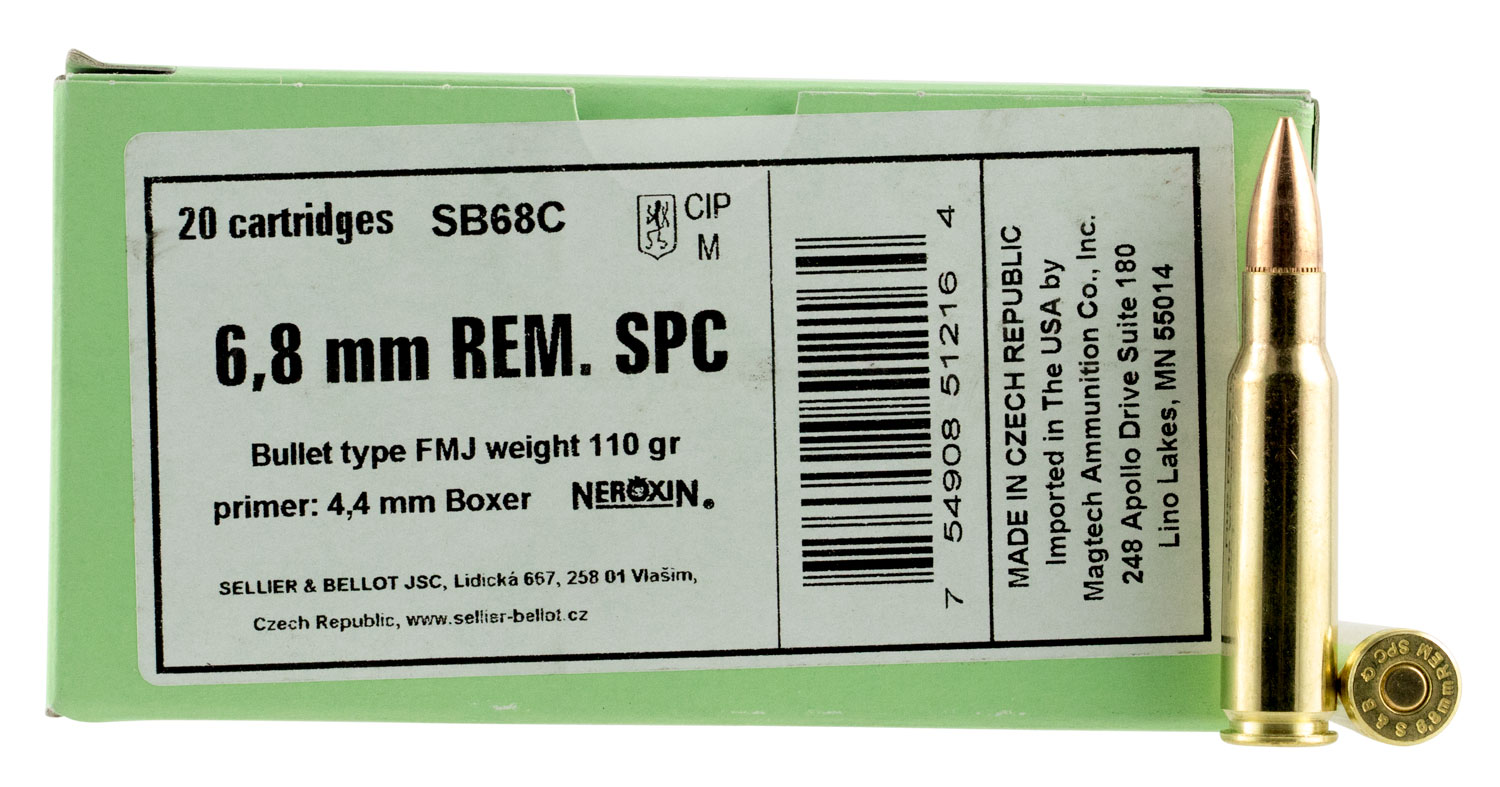 20 cartridges SB68C CIP
M
6,8 mm REM. SPC
Bullet type FMJ weight 110 gr
primer: 4,4 mm Boxer NEROXIN®
SELLIER & BELLOT JSC, Lidická 667, 258 01 Vlašim,
Czech Republic, www.sellier-bellot.cz
7 54908 51216 4
MADE IN CZECH REPUBLIC
Imported in The USA by
Magtech Ammunition Co., Inc.
248 Apollo Drive Suite 180
Lino Lakes, MN 55014
S & B 6,8mmREM SPC G